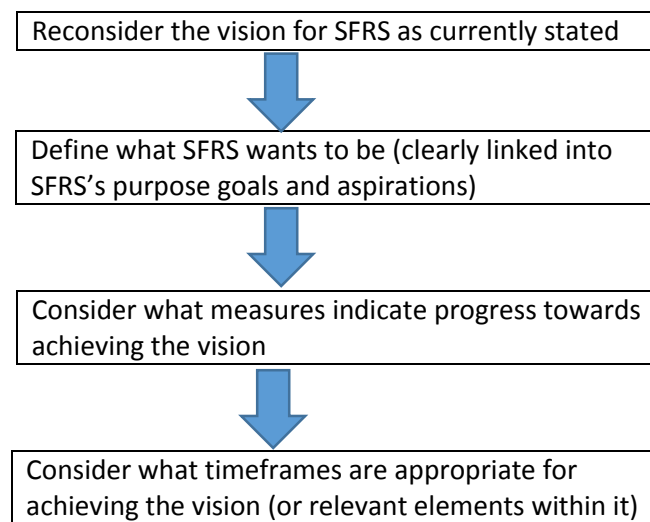 Reconsider the vision for SFRS as currently stated
Define what SFRS wants to be (clearly linked into
SFRS’s purpose goals and aspirations)
Consider what measures indicate progress towards
achieving the vision
Consider what timeframes are appropriate for
achieving the vision (or relevant elements within it)